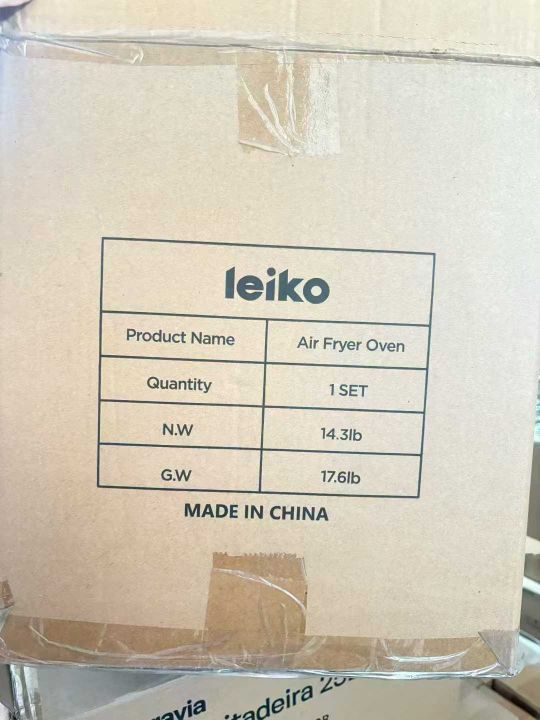 leiko
Product Name Air Fryer Oven
Quantity 1 SET
N.W 14.3lb
G.W 17.6lb
MADE IN CHINA